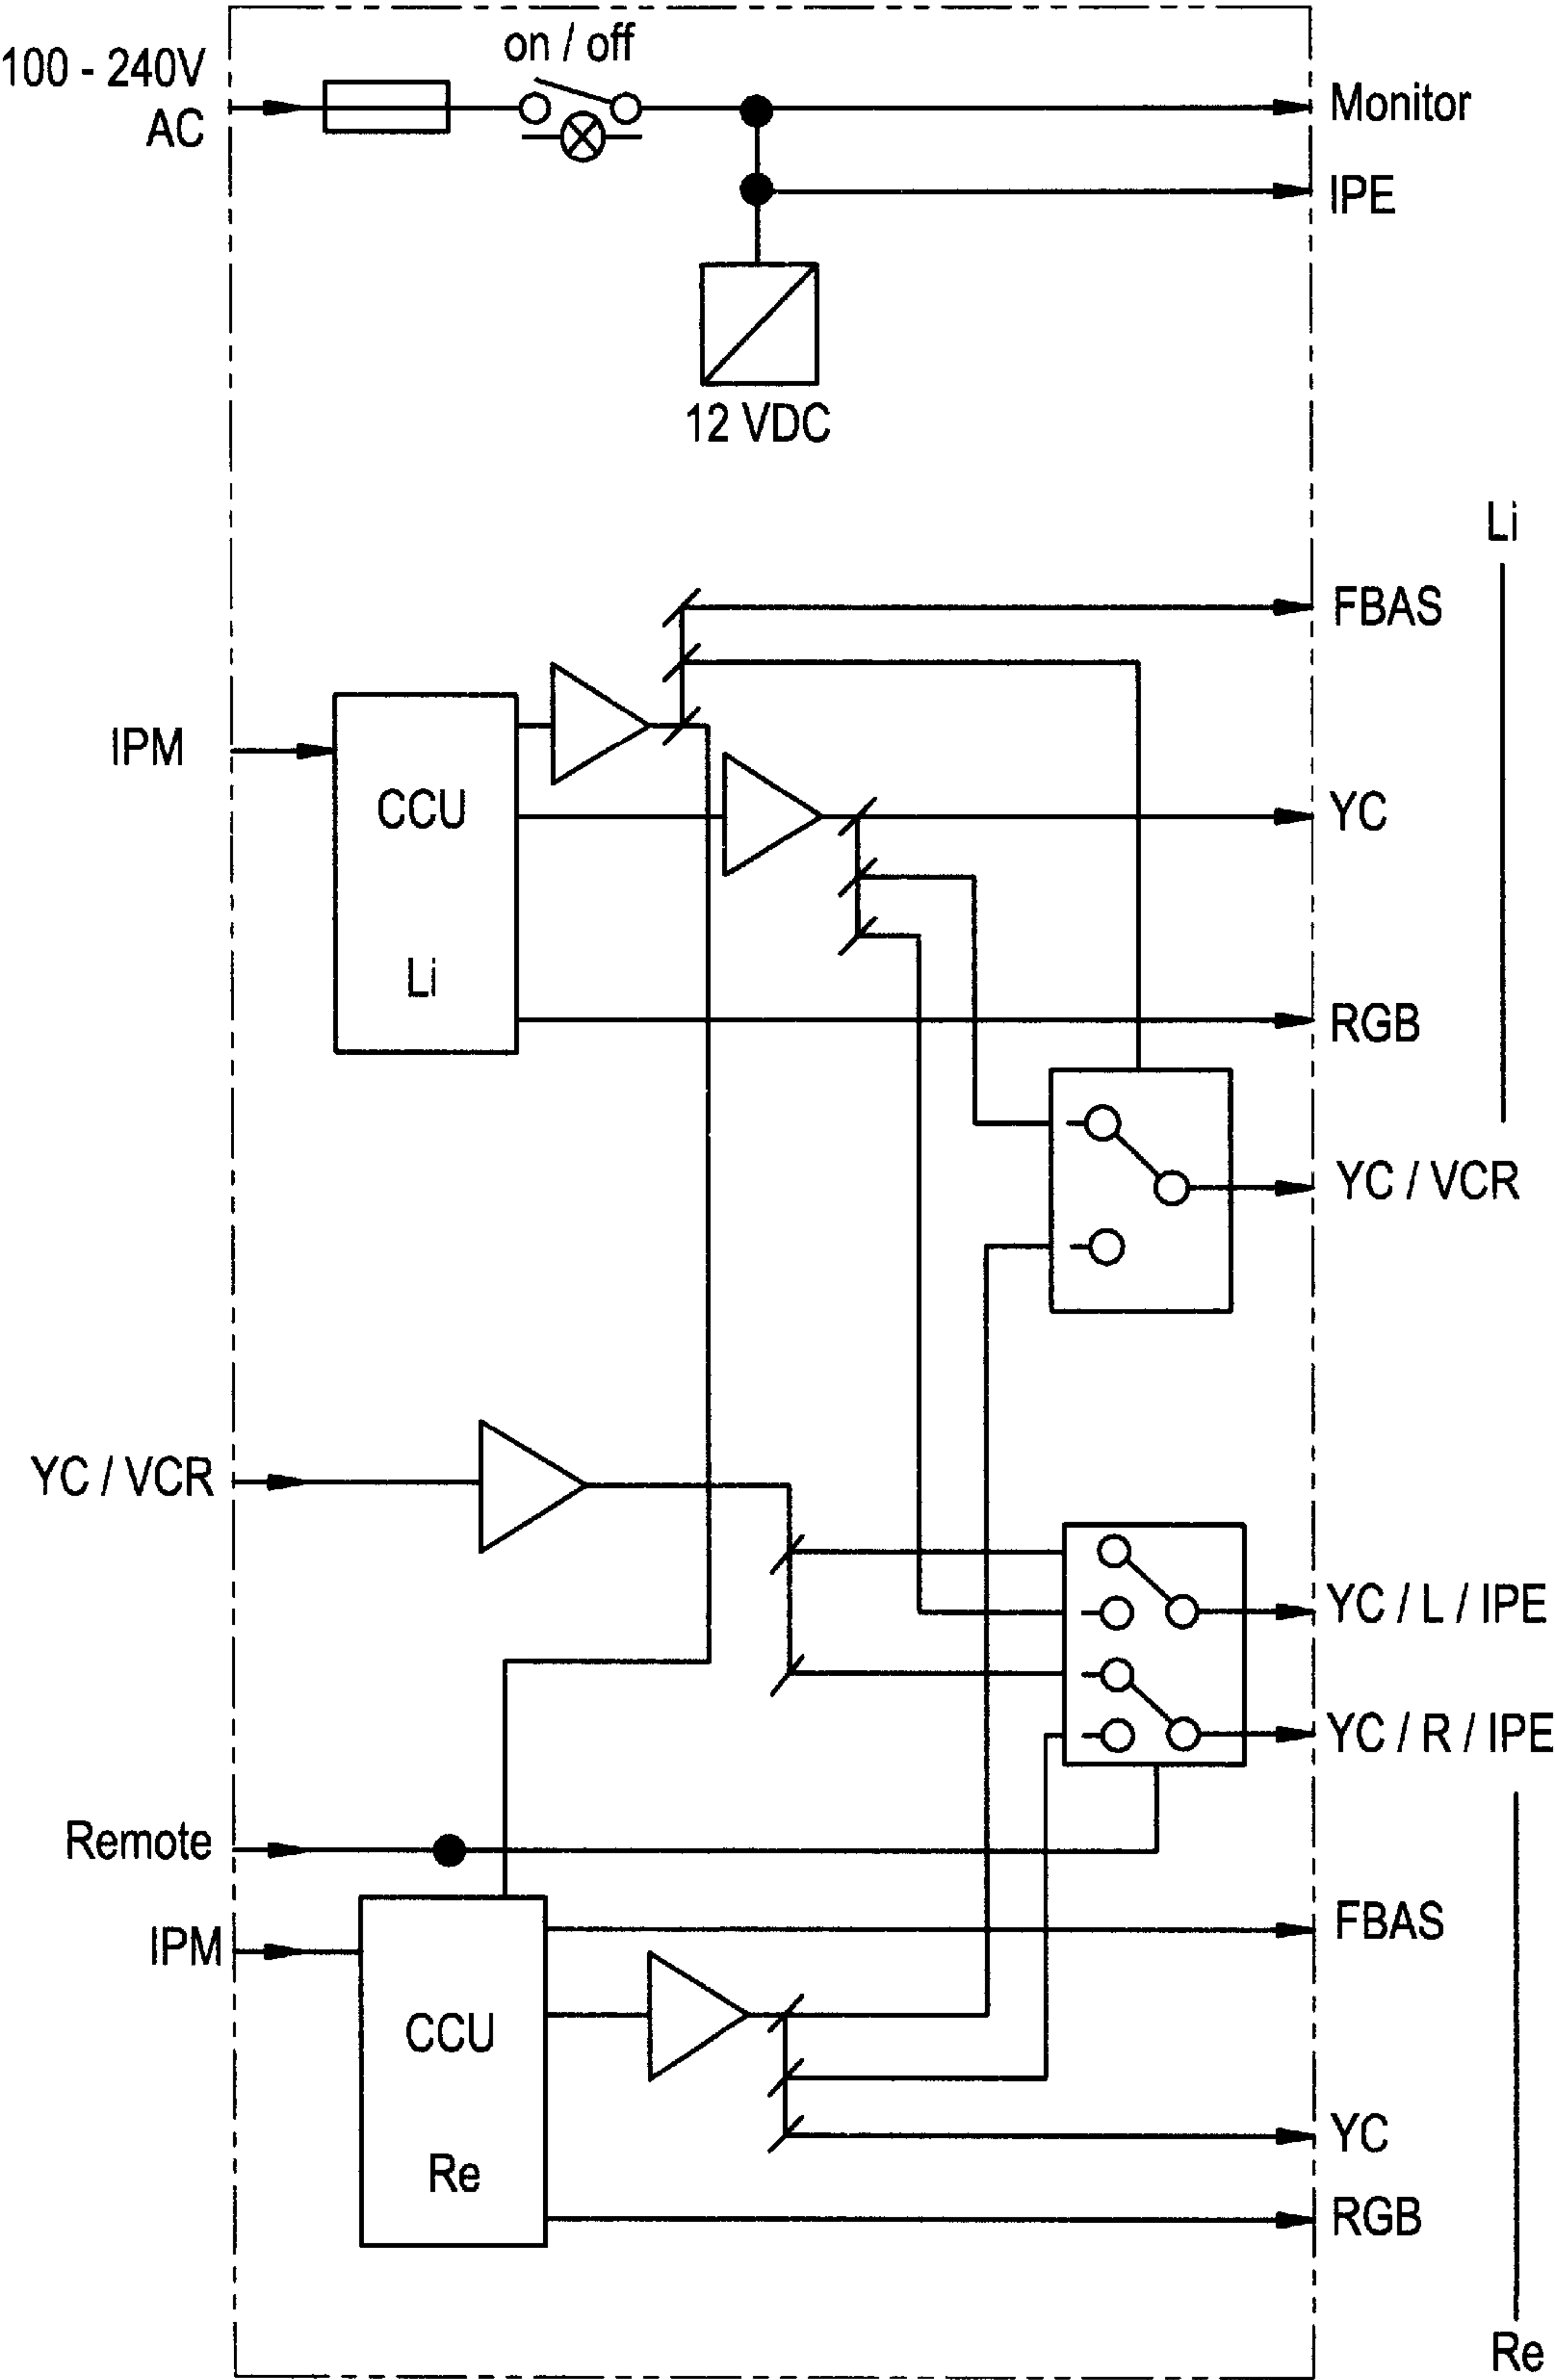 on / off
100 - 240V
AC
Monitor
IPE
12 VDC
Li
FBAS
IPM
CCU
Li
YC
RGB
YC / VCR
YC / VCR
YC / L / IPE
YC / R / IPE
Remote
IPM
FBAS
CCU
Re
YC
RGB
Re